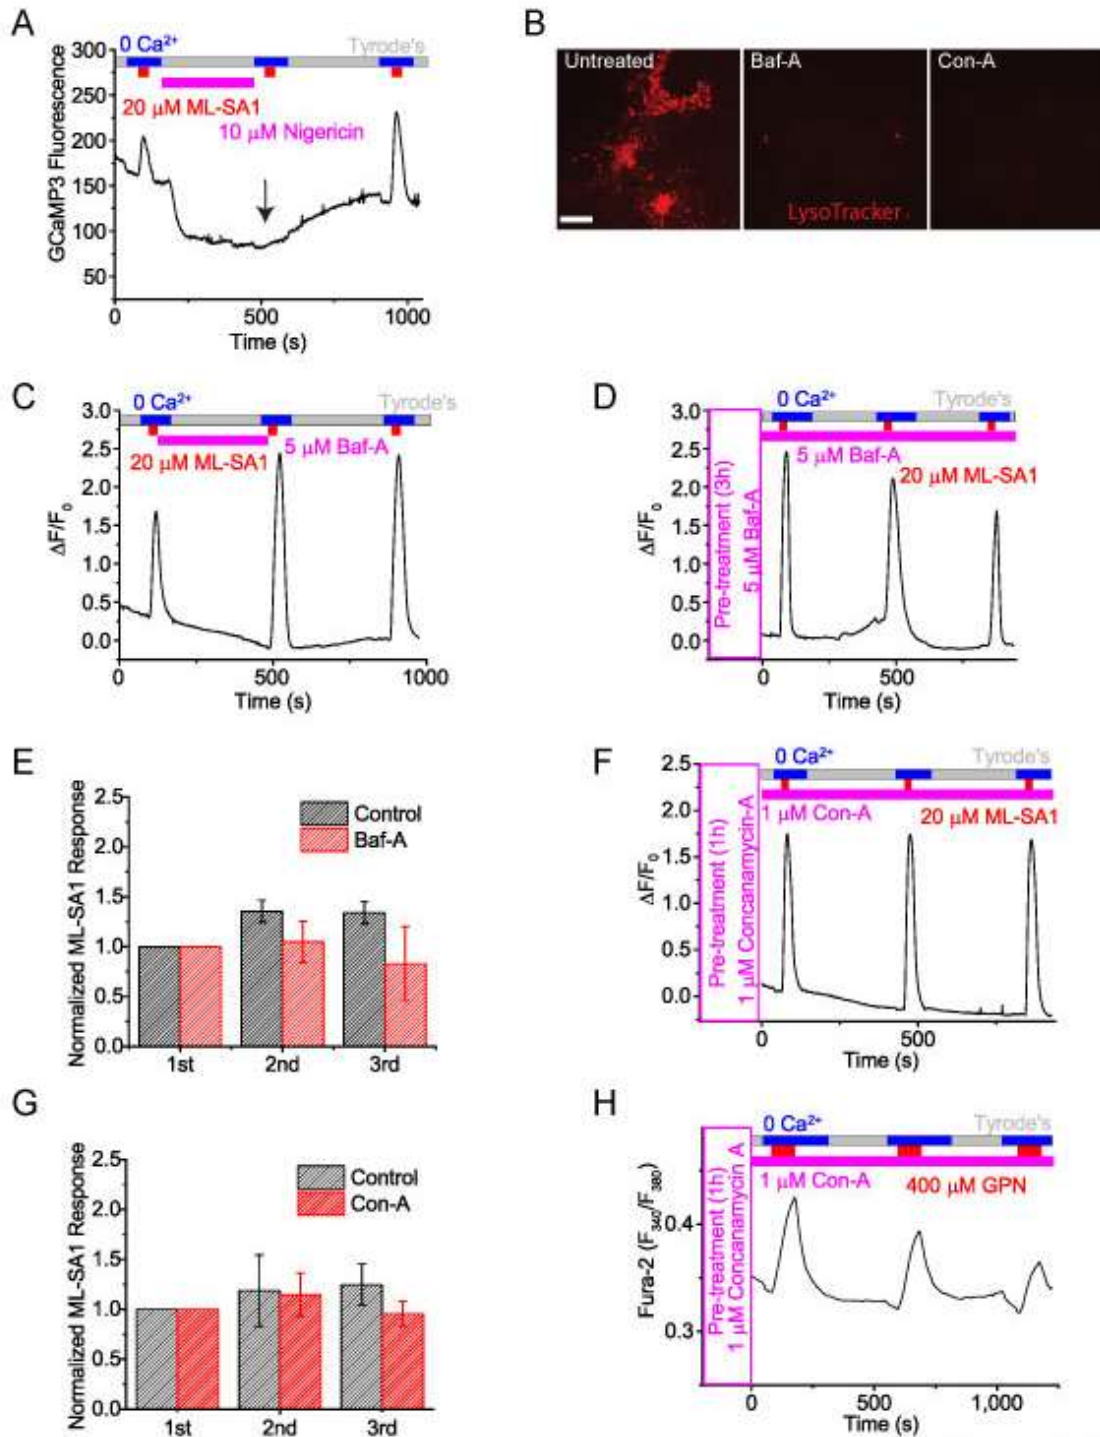 A
0 Ca²⁺
Tyrode's
20 μM ML-SA1
10 μM Nigericin
GCaMP3 Fluorescence
300
250
200
150
100
50
0
500
1000
Time (s)
B
Untreated
Baf-A
Con-A
LysoTracker
C
0 Ca²⁺
Tyrode's
5 μM Baf-A
20 μM ML-SA1
ΔF/F₀
3.0
2.5
2.0
1.5
1.0
0.5
0.0
0
500
1000
Time (s)
D
Pre-treatment (3h)
5 μM Baf-A
0 Ca²⁺
Tyrode's
5 μM Baf-A
20 μM ML-SA1
ΔF/F₀
3.0
2.5
2.0
1.5
1.0
0.5
0.0
0
500
Time (s)
E
Normalized ML-SA1 Response
2.5
2.0
1.5
1.0
0.5
0.0
Control
Baf-A
1st
2nd
3rd
F
Pre-treatment (1h)
1 μM Concanamycin-A
0 Ca²⁺
Tyrode's
1 μM Con-A
20 μM ML-SA1
ΔF/F₀
2.5
2.0
1.5
1.0
0.5
0.0
0
500
Time (s)
G
Normalized ML-SA1 Response
2.5
2.0
1.5
1.0
0.5
0.0
Control
Con-A
1st
2nd
3rd
H
Pre-treatment (1h)
1 μM Concanamycin A
0 Ca²⁺
Tyrode's
1 μM Con-A
400 μM GPN
Fura-2 (F₃₄₀/F₃₈₀)
0.4
0.3
0
500
1,000
Time (s)